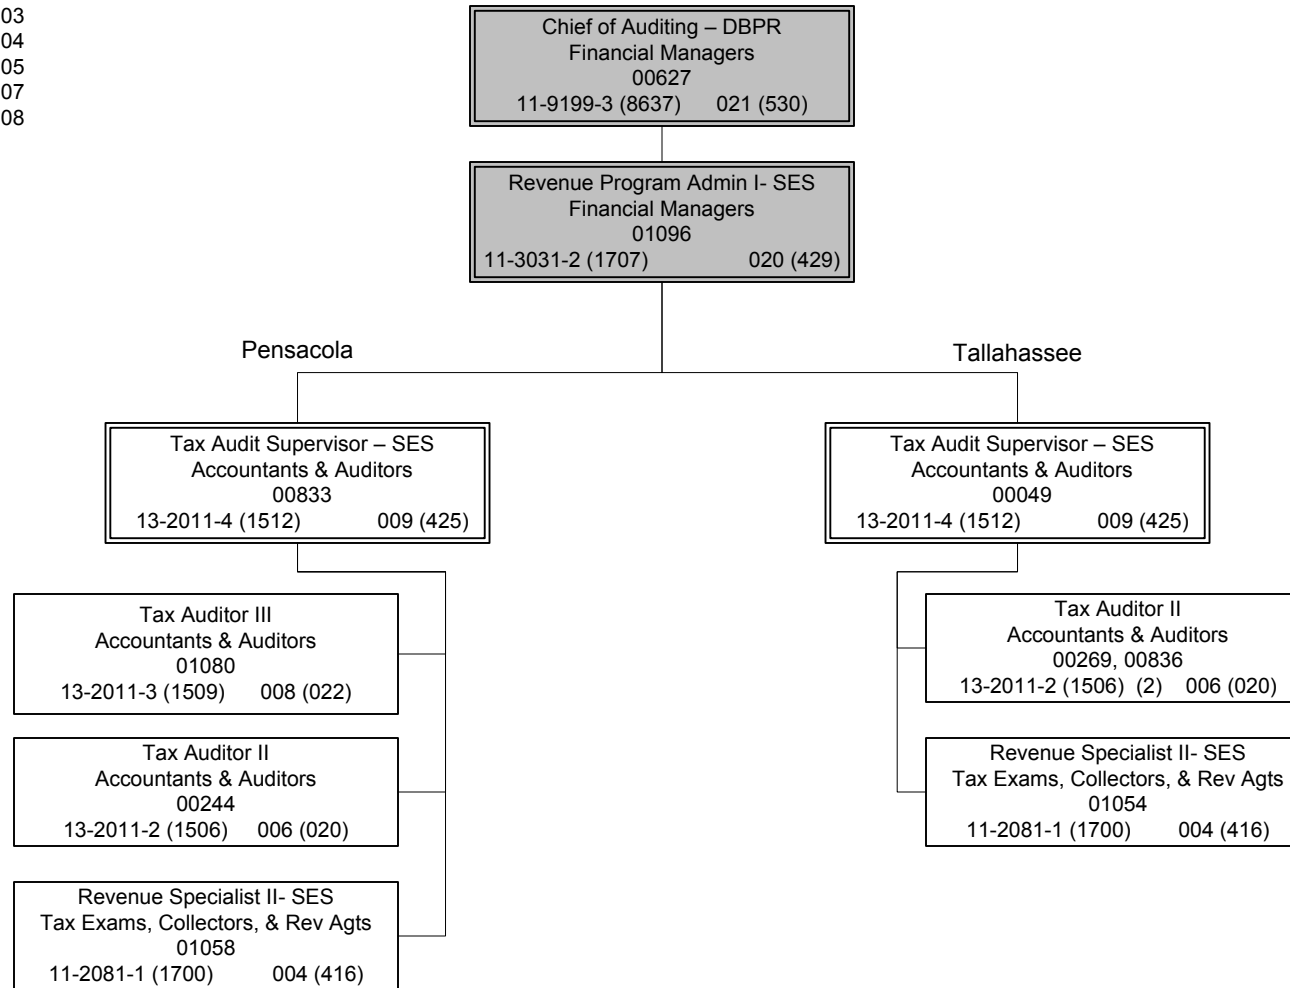 03
04
05
07
08
Chief of Auditing – DBPR
Financial Managers
00627
11-9199-3 (8637) 021 (530)
Revenue Program Admin I- SES
Financial Managers
01096
11-3031-2 (1707) 020 (429)
Pensacola
Tallahassee
Tax Audit Supervisor – SES
Accountants & Auditors
00833
13-2011-4 (1512) 009 (425)
Tax Audit Supervisor – SES
Accountants & Auditors
00049
13-2011-4 (1512) 009 (425)
Tax Auditor III
Accountants & Auditors
01080
13-2011-3 (1509) 008 (022)
Tax Auditor II
Accountants & Auditors
00269, 00836
13-2011-2 (1506) (2) 006 (020)
Tax Auditor II
Accountants & Auditors
00244
13-2011-2 (1506) 006 (020)
Revenue Specialist II- SES
Tax Exams, Collectors, & Rev Agts
01054
11-2081-1 (1700) 004 (416)
Revenue Specialist II- SES
Tax Exams, Collectors, & Rev Agts
01058
11-2081-1 (1700) 004 (416)